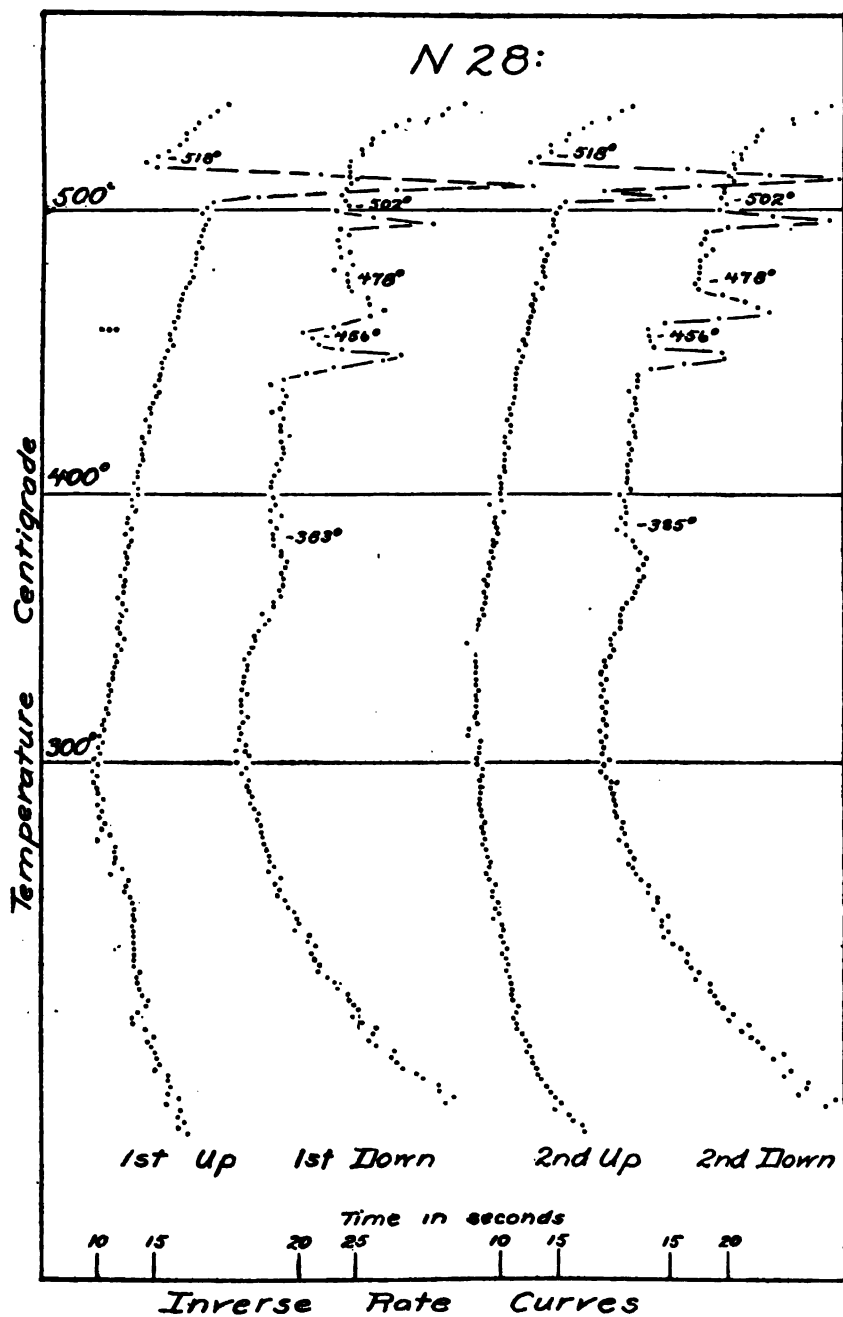 N 28:
-518°
-518°
500°
-502°
-502°
-478°
-478°
-456°
-456°
400°
-383°
-385°
300°
Temperature Centigrade
1st Up 1st Down 2nd Up 2nd Down
Time in seconds
10 15 20 25 10 15 15 20
Inverse Rate Curves